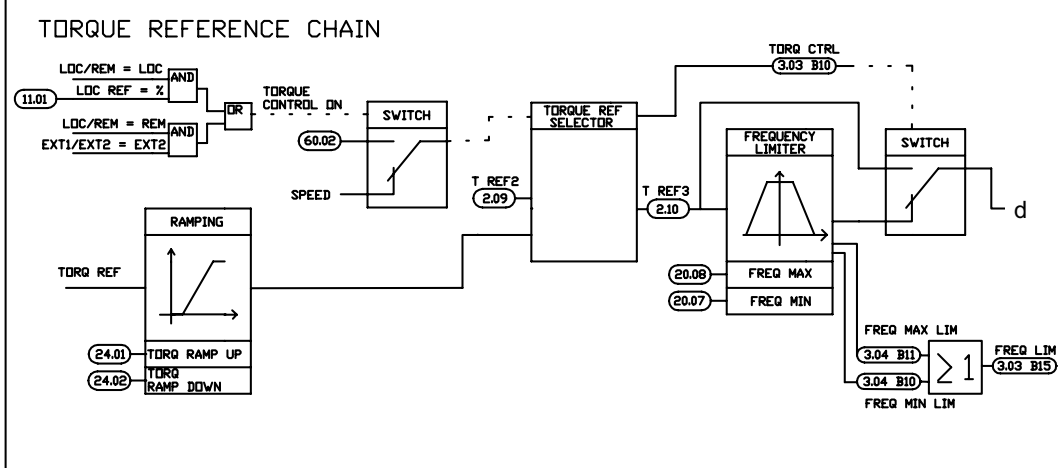 TORQUE REFERENCE CHAIN
LOC/REM = LOC
AND
11.01
LOC REF = %
LOC/REM = REM
AND
EXT1/EXT2 = EXT2
OR
TORQUE
CONTROL ON
SWITCH
60.02
SPEED
TORQUE REF
SELECTOR
T REF2
2.09
T REF3
2.10
TORQ CTRL
3.03 B10
FREQUENCY
LIMITER
SWITCH
d
RAMPING
TORQ REF
24.01
TORQ RAMP UP
24.02
TORQ
RAMP DOWN
20.08
FREQ MAX
20.07
FREQ MIN
FREQ MAX LIM
3.04 B11
3.04 B10
FREQ MIN LIM
∑ 1
FREQ LIM
3.03 B15